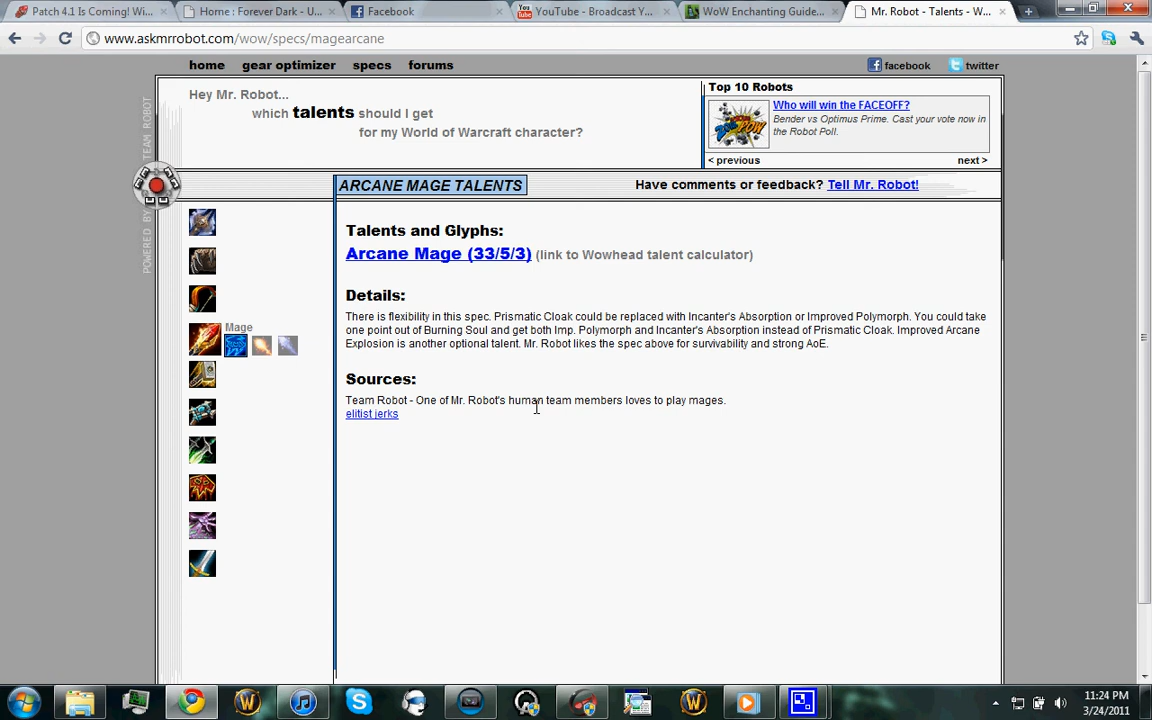 Patch 4.1 Is Coming! Wi...
Home : Forever Dark - U...
Facebook
YouTube - Broadcast Y...
WoW Enchanting Guide...
Mr. Robot - Talents - W...
www.askmrrobot.com/wow/specs/magearcane
home gear optimizer specs forums
facebook twitter
Hey Mr. Robot...
which talents should I get
for my World of Warcraft character?
Top 10 Robots
Who will win the FACEOFF?
Bender vs Optimus Prime. Cast your vote now in
the Robot Poll.
< previous next >
POWERED BY TEAM ROBOT
ARCANE MAGE TALENTS
Have comments or feedback? Tell Mr. Robot!
Mage
Talents and Glyphs:
Arcane Mage (33/5/3) (link to Wowhead talent calculator)
Details:
There is flexibility in this spec. Prismatic Cloak could be replaced with Incanter's Absorption or Improved Polymorph. You could take
one point out of Burning Soul and get both Imp. Polymorph and Incanter's Absorption instead of Prismatic Cloak. Improved Arcane
Explosion is another optional talent. Mr. Robot likes the spec above for survivability and strong AoE.
Sources:
Team Robot - One of Mr. Robot's human team members loves to play mages.
elitist jerks
11:24 PM
3/24/2011